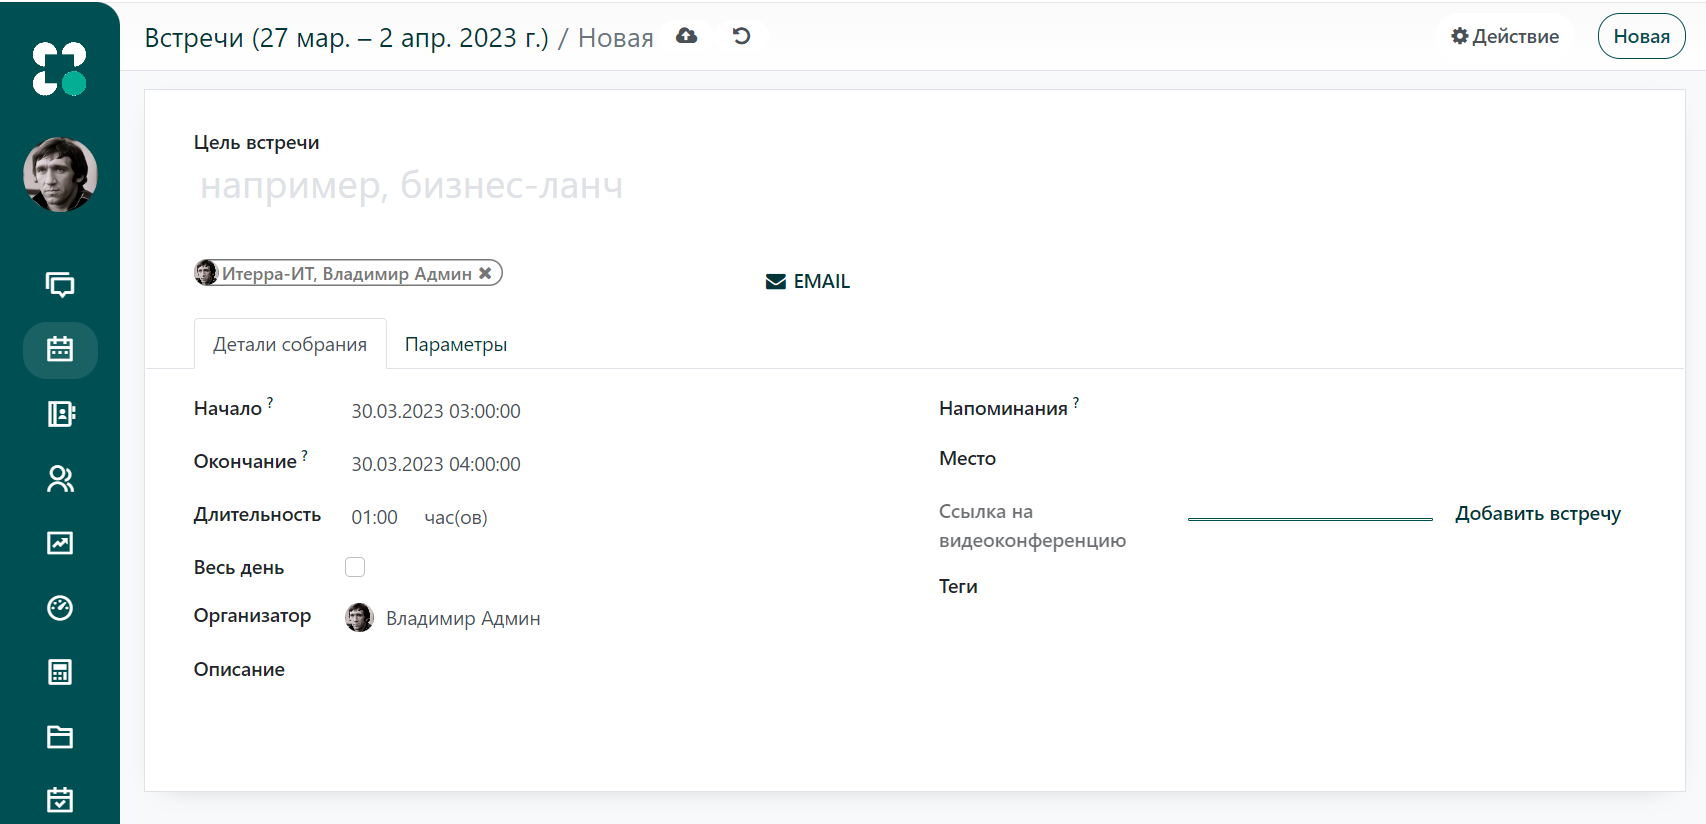 Встречи (27 мар. – 2 апр. 2023 г.) / Новая
Действие
Новая
Цель встречи
например, бизнес-ланч
Итерра-ИТ, Владимир Админ
EMAIL
Детали собрания
Параметры
Начало ?
30.03.2023 03:00:00
Окончание ?
30.03.2023 04:00:00
Длительность
01:00 час(ов)
Весь день
Организатор
Владимир Админ
Описание
Напоминания ?
Место
Ссылка на
видеоконференцию
Добавить встречу
Теги